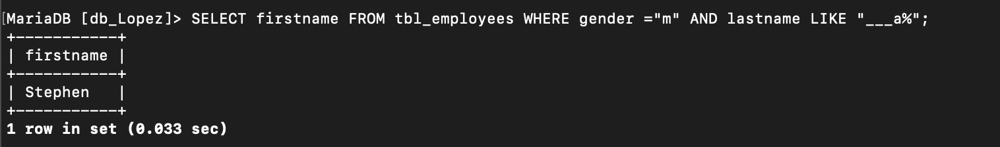 [MariaDB [db_Lopez]> SELECT firstname FROM tbl_employees WHERE gender ="m" AND lastname LIKE "___a%";
+-----------+
| firstname |
+-----------+
| Stephen   |
+-----------+
1 row in set (0.033 sec)